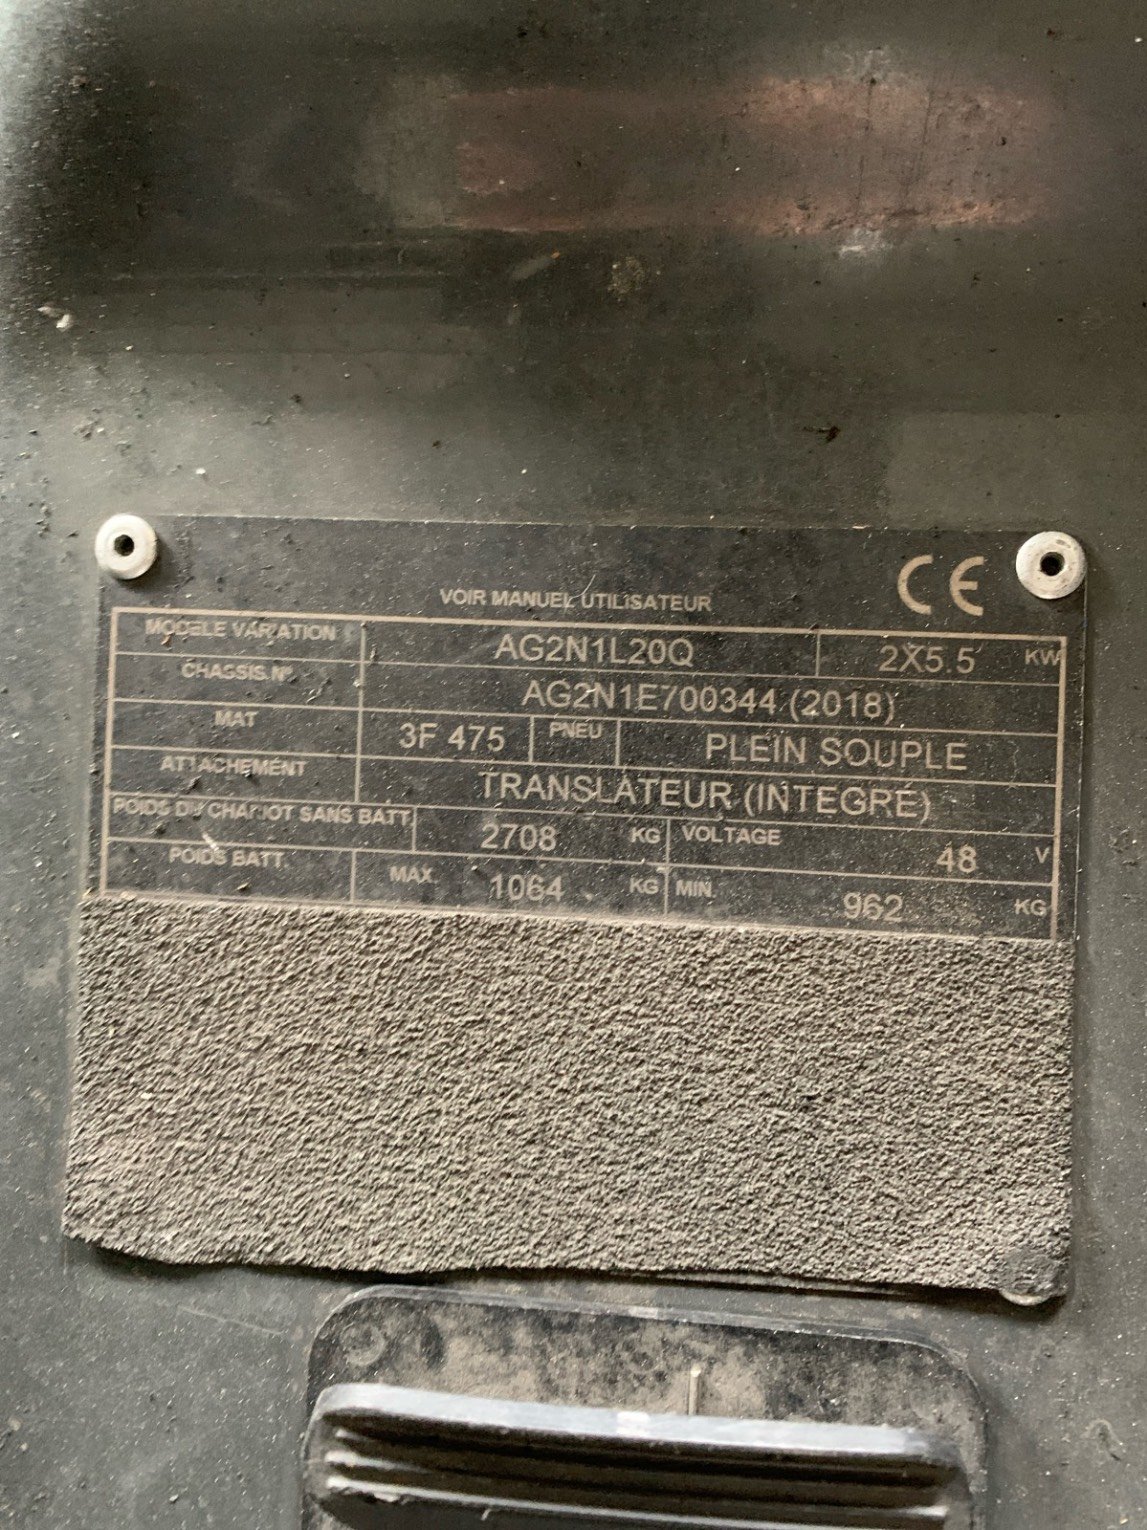 CE
VOIR MANUEL UTILISATEUR
MODELE VARIATION AG2N1L20Q 2X5.5 KW
CHASSIS.N° AG2N1E700344 (2018)
MAT 3F 475 PNEU PLEIN SOUPLE
ATTACHEMENT TRANSLATEUR (INTEGRÉ)
POIDS DU CHARIOT SANS BATT. 2708 KG VOLTAGE 48 V
POIDS BATT. MAX. 1064 KG MIN. 962 KG